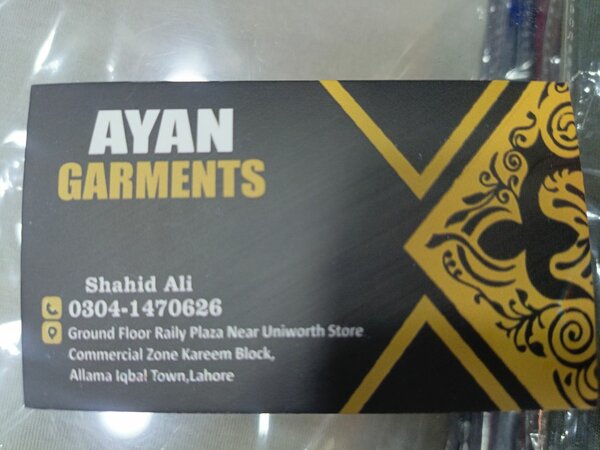 AYAN
GARMENTS
Shahid Ali
0304-1470626
Ground Floor Raily Plaza Near Uniworth Store
Commercial Zone Kareem Block,
Allama Iqbal Town,Lahore